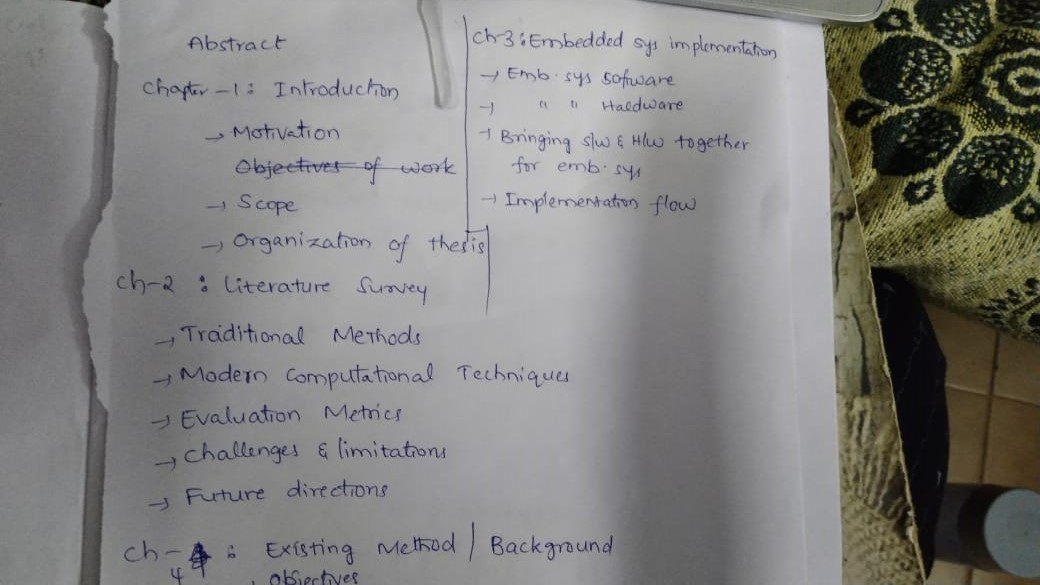 Abstract
Chapter -1 : Introduction
→ Motivation
Objectives of work
→ Scope
→ Organization of thesis
Ch-2 : Literature Survey
→ Traditional Methods
→ Modern Computational Techniques
→ Evaluation Metrics
→ Challenges & limitations
→ Future directions
Ch-3 : Embedded sys implementation
→ Emb. sys software
→ " " Hardware
→ Bringing s/w & H/w together
for emb. sys
→ Implementation flow
Ch-4 : Existing Method / Background
Objectives